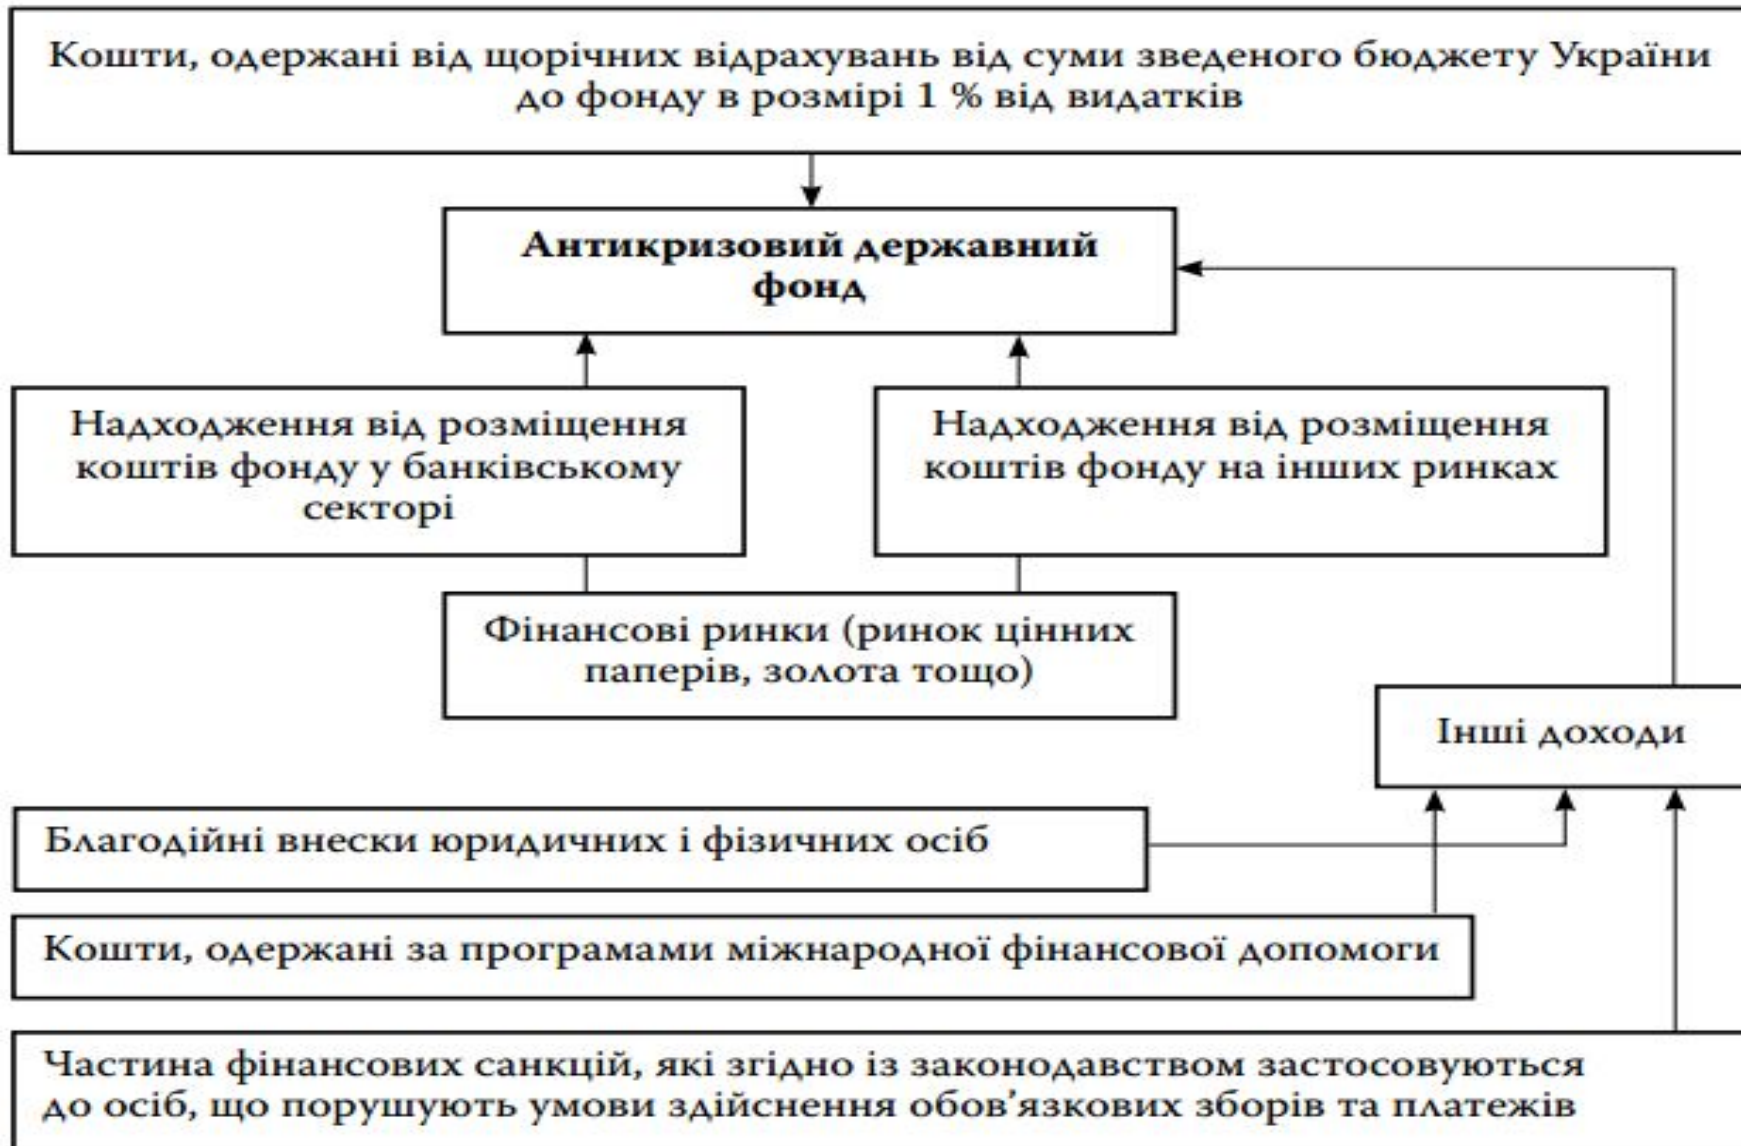 Кошти, одержані від щорічних відрахувань від суми зведеного бюджету України
до фонду в розмірі 1 % від видатків
Антикризовий державний
фонд
Надходження від розміщення
коштів фонду у банківському
секторі
Надходження від розміщення
коштів фонду на інших ринках
Фінансові ринки (ринок цінних
паперів, золота тощо)
Інші доходи
Благодійні внески юридичних і фізичних осіб
Кошти, одержані за програмами міжнародної фінансової допомоги
Частина фінансових санкцій, які згідно із законодавством застосовуються
до осіб, що порушують умови здійснення обов’язкових зборів та платежів